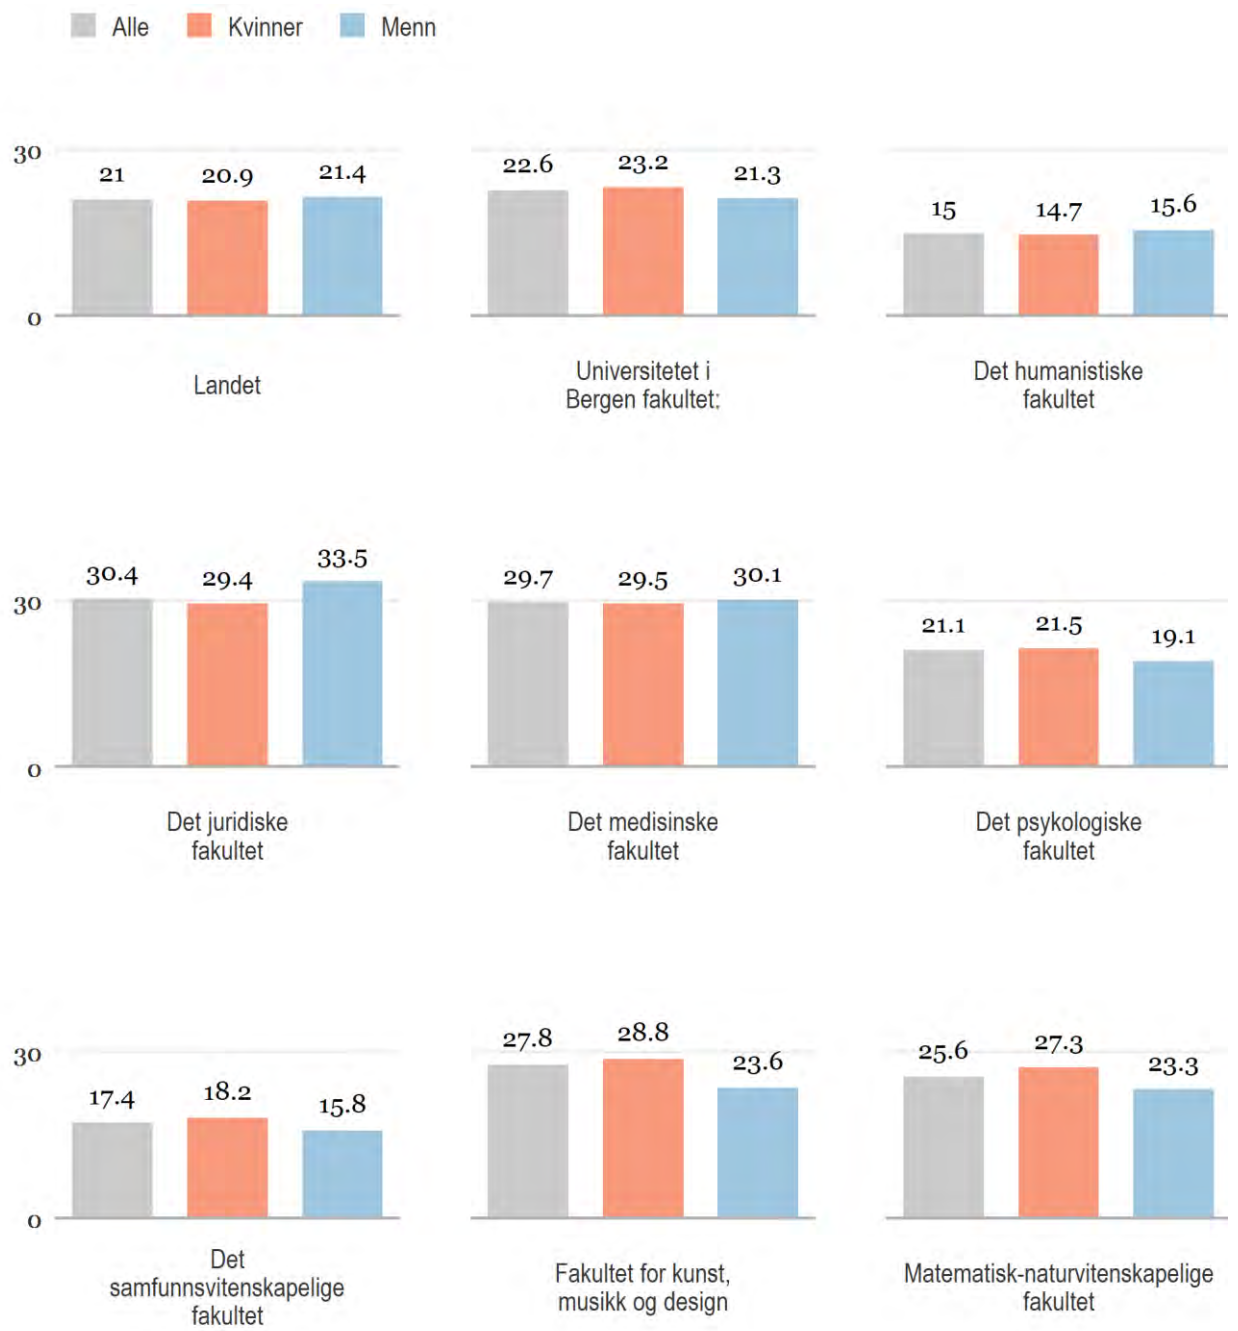 Alle Kvinner Menn
30
21 20.9 21.4
22.6 23.2 21.3
15 14.7 15.6
0
Landet
Universitetet i
Bergen fakultet:
Det humanistiske
fakultet
30.4 29.4 33.5
29.7 29.5 30.1
30
21.1 21.5 19.1
0
Det juridiske
fakultet
Det medisinske
fakultet
Det psykologiske
fakultet
30
17.4 18.2 15.8
27.8 28.8 23.6
25.6 27.3 23.3
0
Det
samfunnsvitenskapelige
fakultet
Fakultet for kunst,
musikk og design
Matematisk-naturvitenskapelige
fakultet